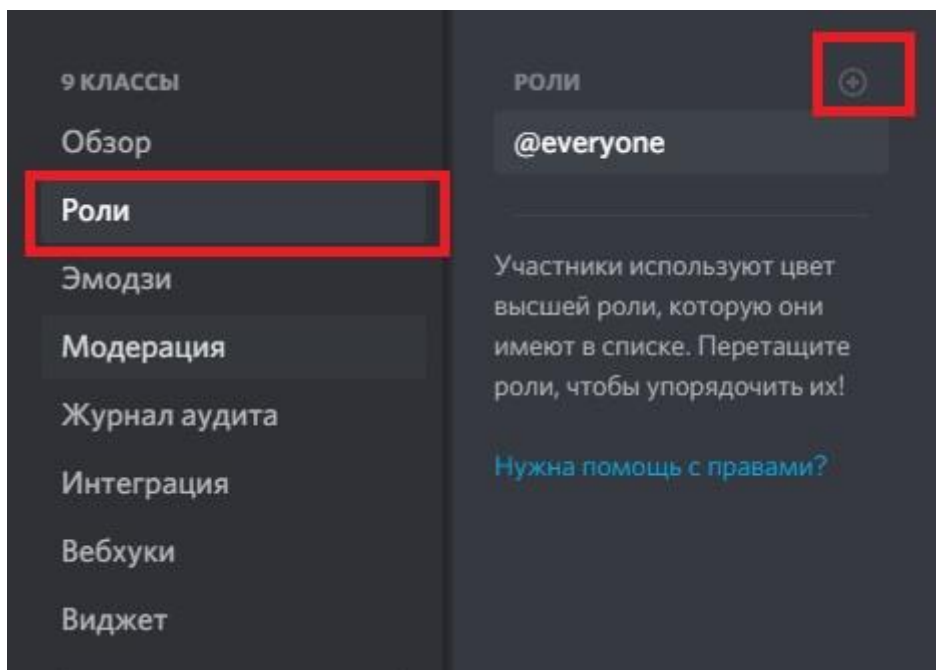 9 КЛАССЫ
Обзор
Роли
Эмодзи
Модерация
Журнал аудита
Интеграция
Вебхуки
Виджет
РОЛИ
@everyone
Участники используют цвет
высшей роли, которую они
имеют в списке. Перетащите
роли, чтобы упорядочить их!
Нужна помощь с правами?